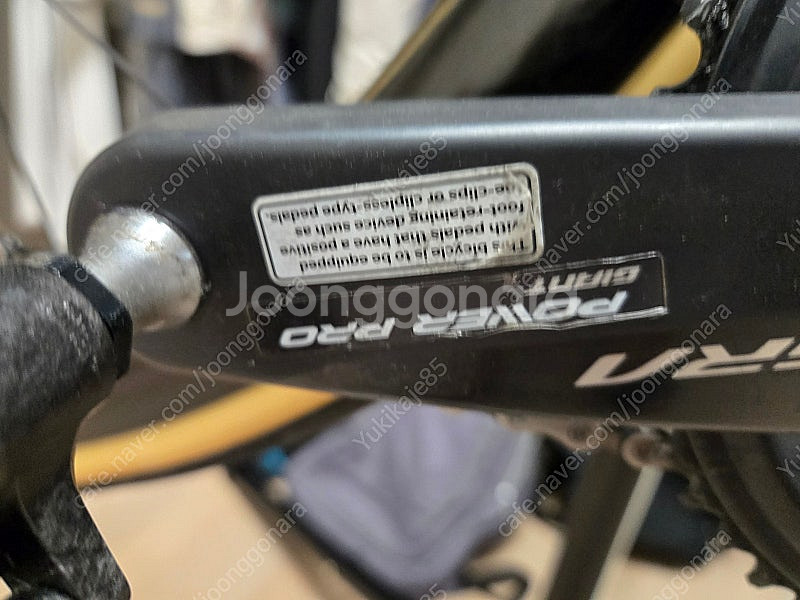 This bicycle is to be equipped
with pedals that have a positive
foot-retaining device such as
toe-clips or clipless-type pedals.
GIANT
POWER PRO
Joonggonara
cafe.naver.com/joonggonara
Yukikaje85